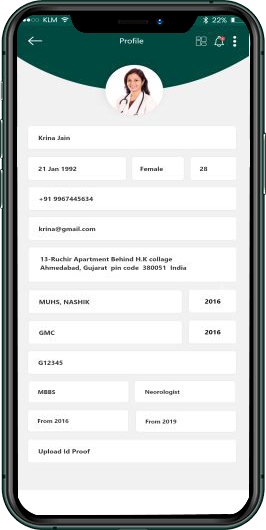 KLM 22%
Profile
Krina Jain
21 Jan 1992 Female 28
+91 9967445634
krina@gmail.com
13-Ruchir Apartment Behind H.K collage
Ahmedabad, Gujarat pin code 380051 India
MUHS, NASHIK 2016
GMC 2016
G12345
MBBS Neorologist
From 2016 From 2019
Upload Id Proof